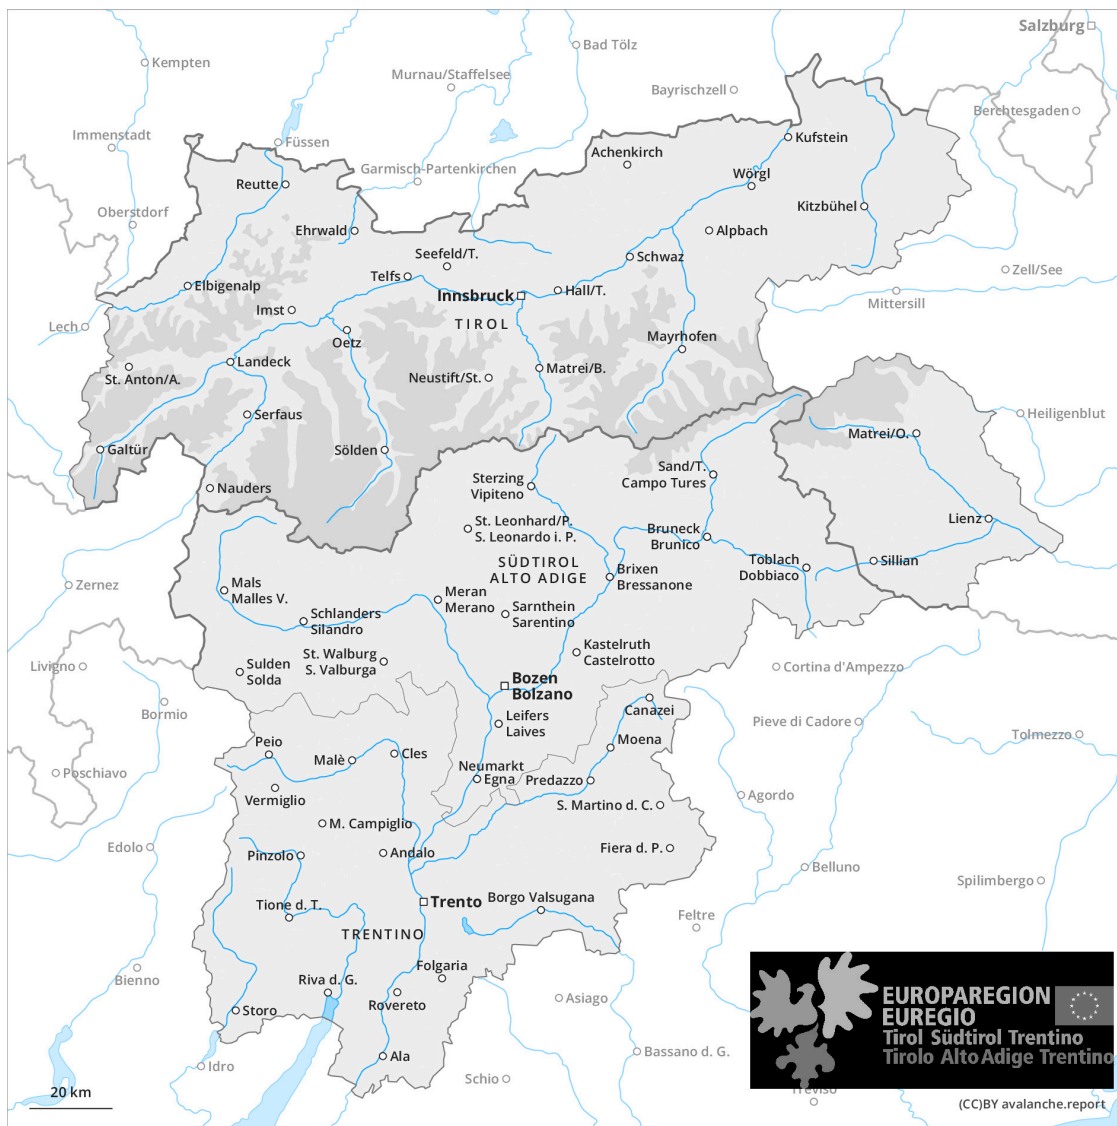 Salzburg
Bad Tölz
Kempten
Murnau/Staffelsee
Bayrischzell
Berchtesgaden
Immenstadt
Füssen
Kufstein
Achenkirch
Garmisch-Partenkirchen
Wörgl
Reutte
Oberstdorf
Kitzbühel
Ehrwald
Alpbach
Seefeld/T.
Schwaz
Zell/See
Telfs
Elbigenalp
Hall/T.
Innsbruck
Mittersill
Imst
TIROL
Lech
Oetz
Mayrhofen
Landeck
Matrei/B.
St. Anton/A.
Neustift/St.
Serfaus
Heiligenblut
Matrei/O.
Galtür
Sölden
Sand/T.
Campo Tures
Sterzing
Vipiteno
Nauders
Lienz
St. Leonhard/P.
S. Leonardo i. P.
Bruneck
Brunico
SÜDTIROL
ALTO ADIGE
Toblach
Dobbiaco
Sillian
Brixen
Bressanone
Zernez
Mals
Malles V.
Meran
Merano
Sarnthein
Sarentino
Schlanders
Silandro
Kastelruth
Castelrotto
St. Walburg
S. Valburga
Livigno
Sulden
Solda
Cortina d'Ampezzo
Bozen
Bolzano
Canazei
Bormio
Leifers
Laives
Pieve di Cadore
Tolmezzo
Moena
Peio
Cles
Malè
Neumarkt
Egna
Predazzo
Poschiavo
Vermiglio
Agordo
S. Martino d. C.
M. Campiglio
Edolo
Pinzolo
Andalo
Fiera d. P.
Belluno
Spilimbergo
Borgo Valsugana
Trento
Tione d. T.
Feltre
TRENTINO
Folgaria
Bienno
Riva d. G.
Rovereto
Asiago
EUROPAREGION
EUREGIO
Tirol Südtirol Trentino
Tirolo Alto Adige Trentino
Storo
Ala
Bassano d. G.
Idro
Schio
Treviso
20 km
(CC)BY avalanche.report